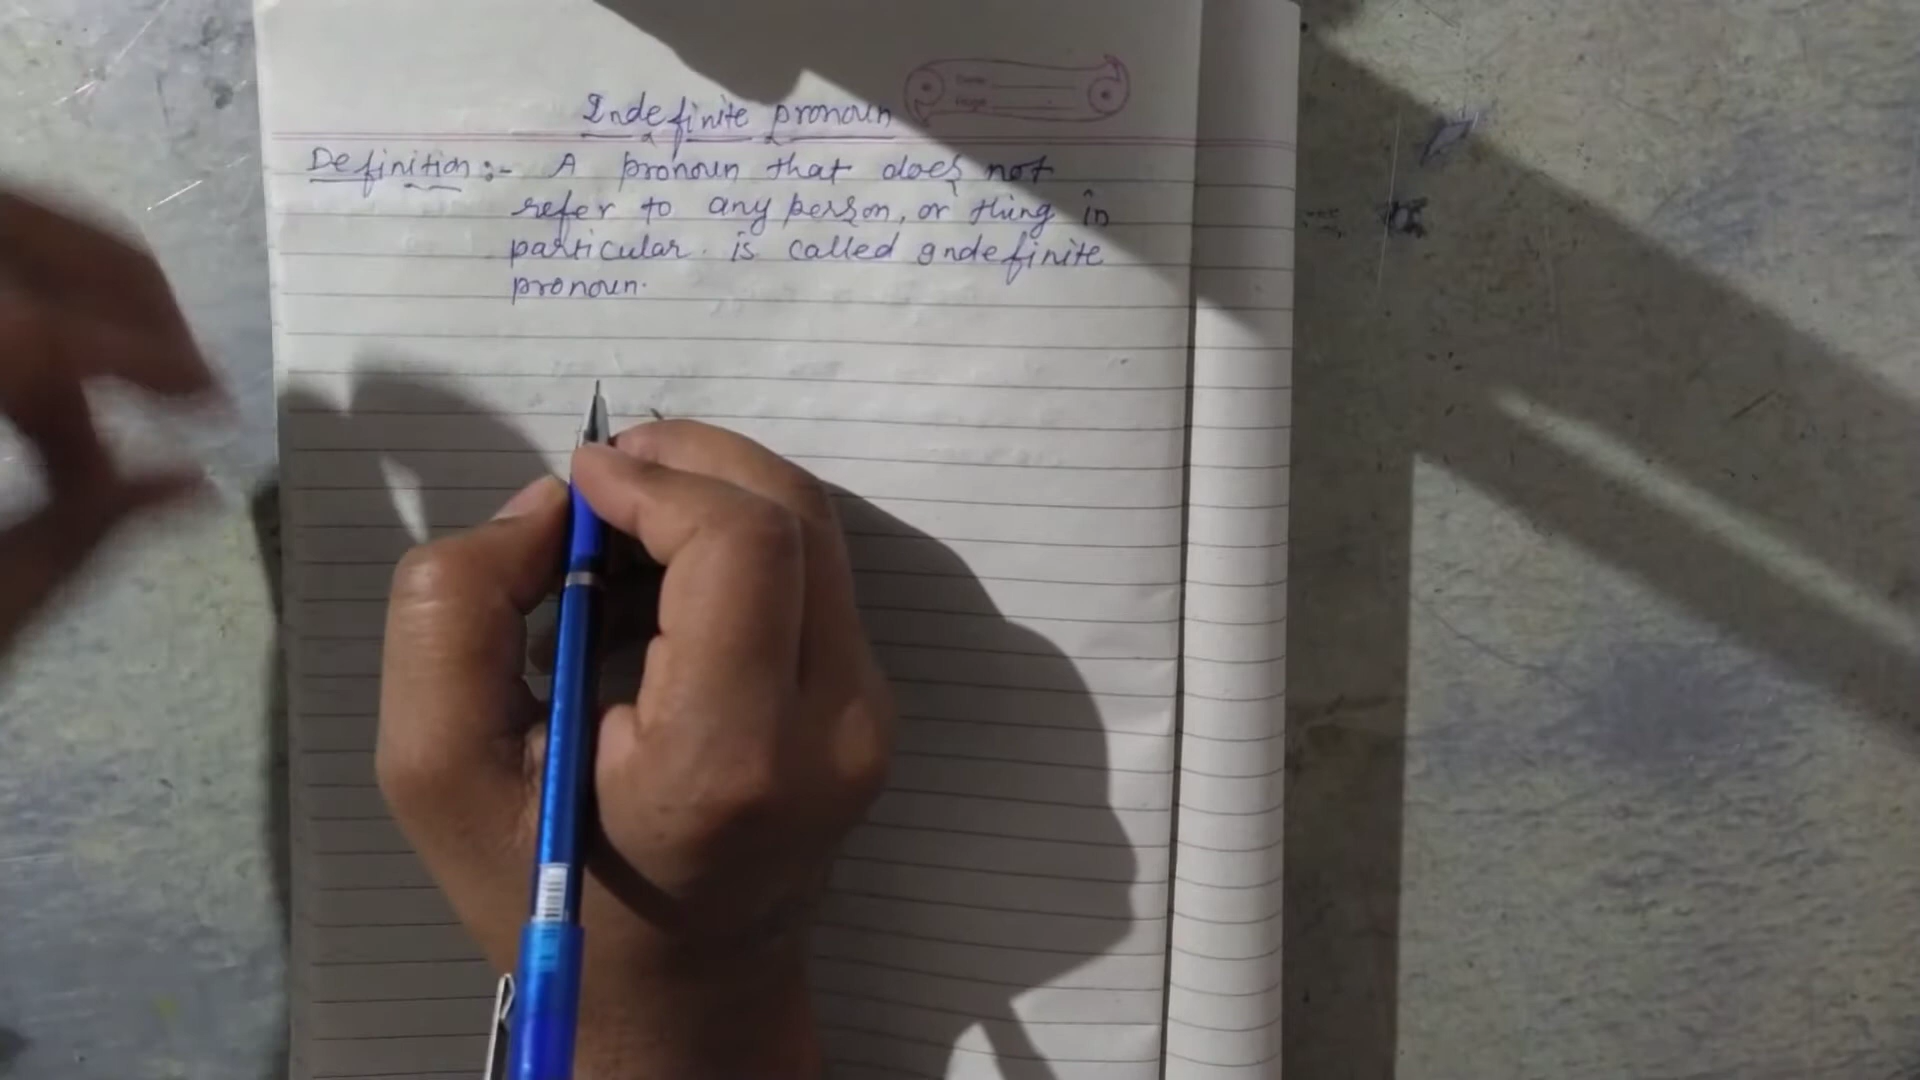 Indefinite pronoun
Definition :- A pronoun that does not
refer to any person, or thing in
particular. is called Indefinite
pronoun.